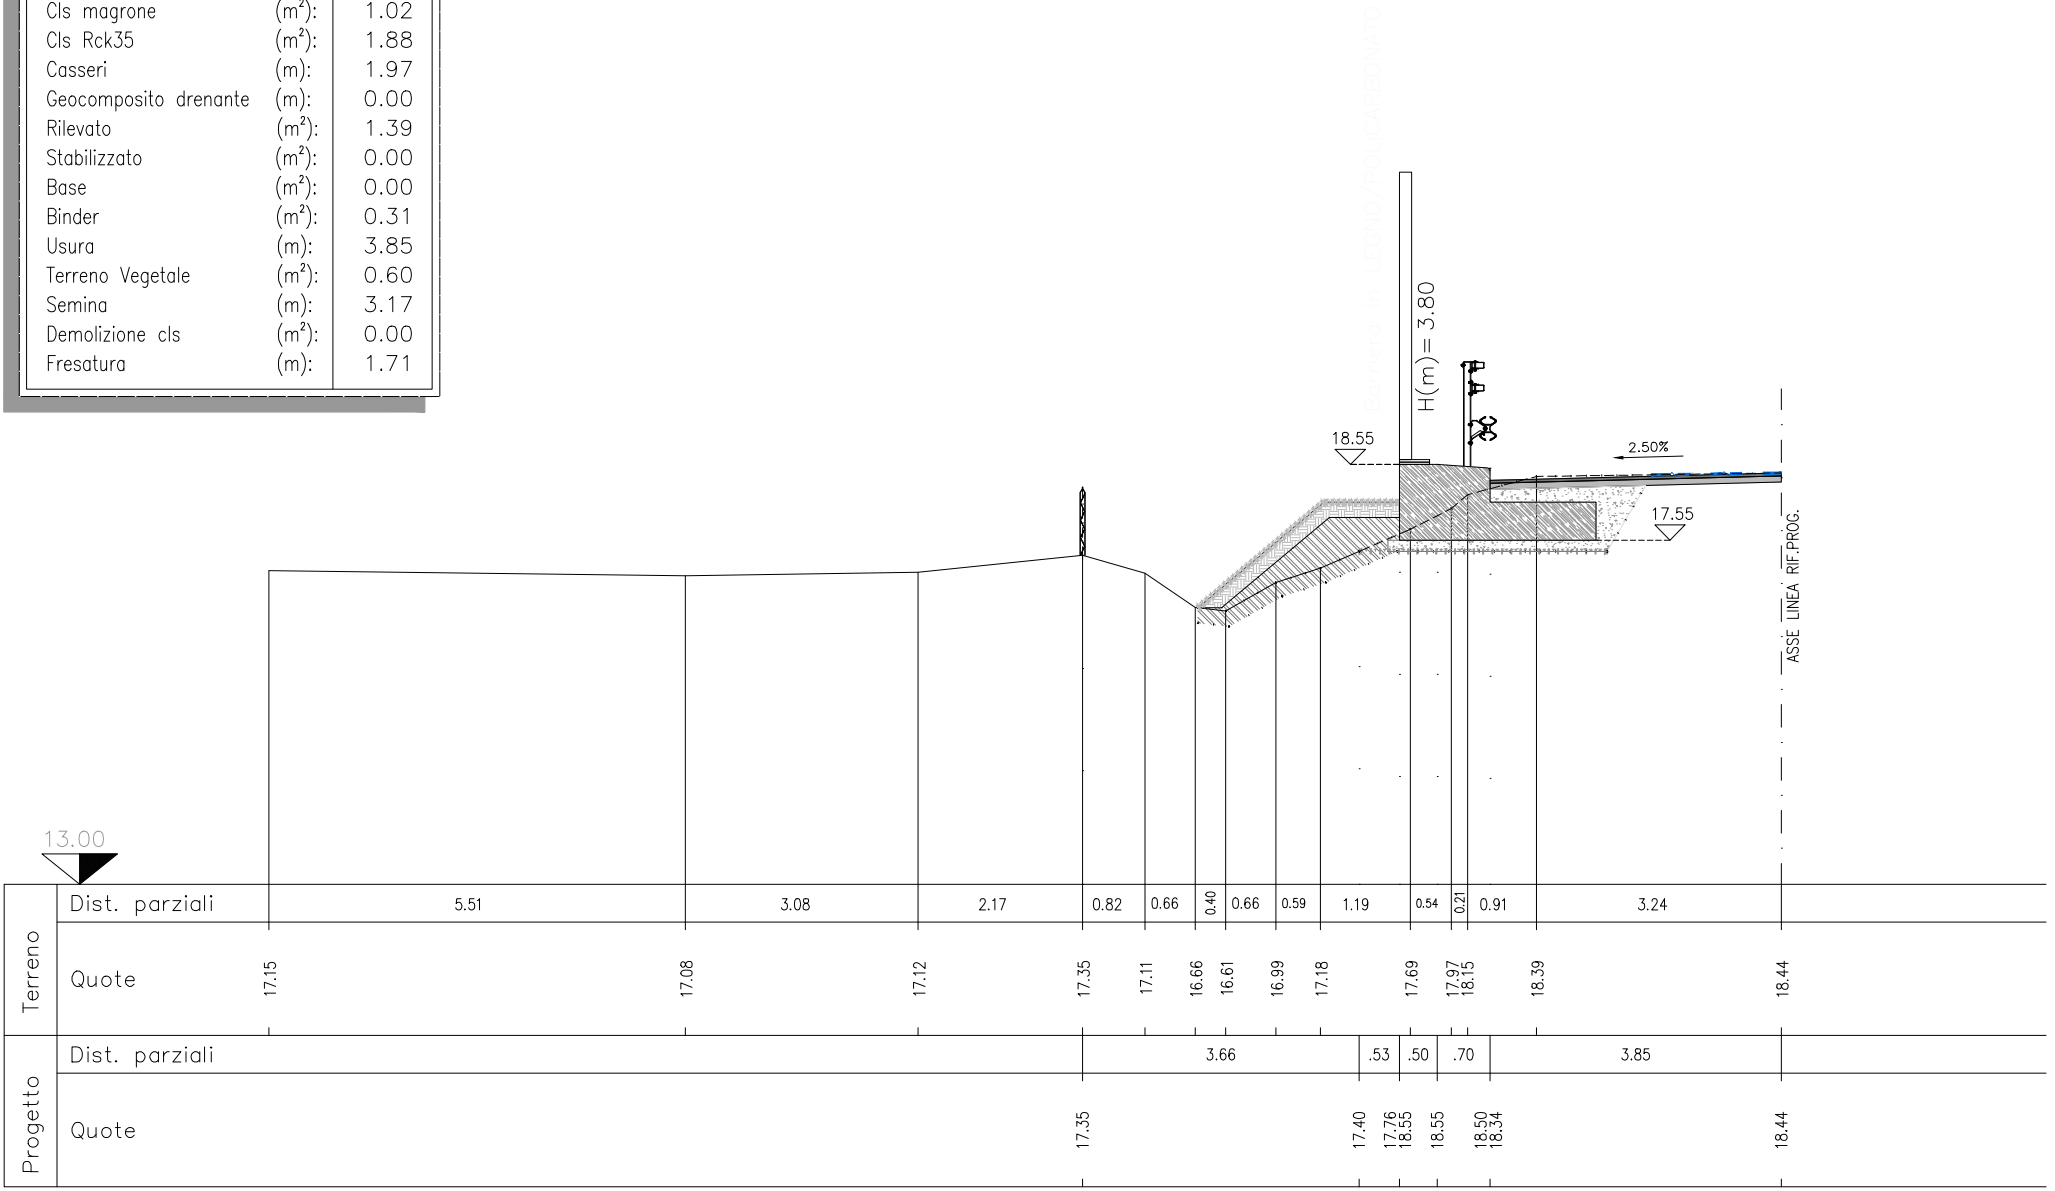 Cls magrone (m²): 1.02
Cls Rck35 (m²): 1.88
Casseri (m): 1.97
Geocomposito drenante (m): 0.00
Rilevato (m²): 1.39
Stabilizzato (m²): 0.00
Base (m²): 0.00
Binder (m²): 0.31
Usura (m): 3.85
Terreno Vegetale (m²): 0.60
Semina (m): 3.17
Demolizione cls (m²): 0.00
Fresatura (m): 1.71
Barriera in LEGNO/POLICARBONATO
H(m)= 3.80
18.55
2.50%
17.55
ASSE LINEA RIF.PROG.
13.00
Terreno
Dist. parziali 5.51 3.08 2.17 0.82 0.66 0.40 0.66 0.59 1.19 0.54 0.21 0.91 3.24
Quote 17.15 17.08 17.12 17.35 17.11 16.66 16.61 16.99 17.18 17.69 17.97 18.15 18.39 18.44
Progetto
Dist. parziali 3.66 .53 .50 .70 3.85
Quote 17.35 17.40 17.76 18.55 18.55 18.50 18.34 18.44